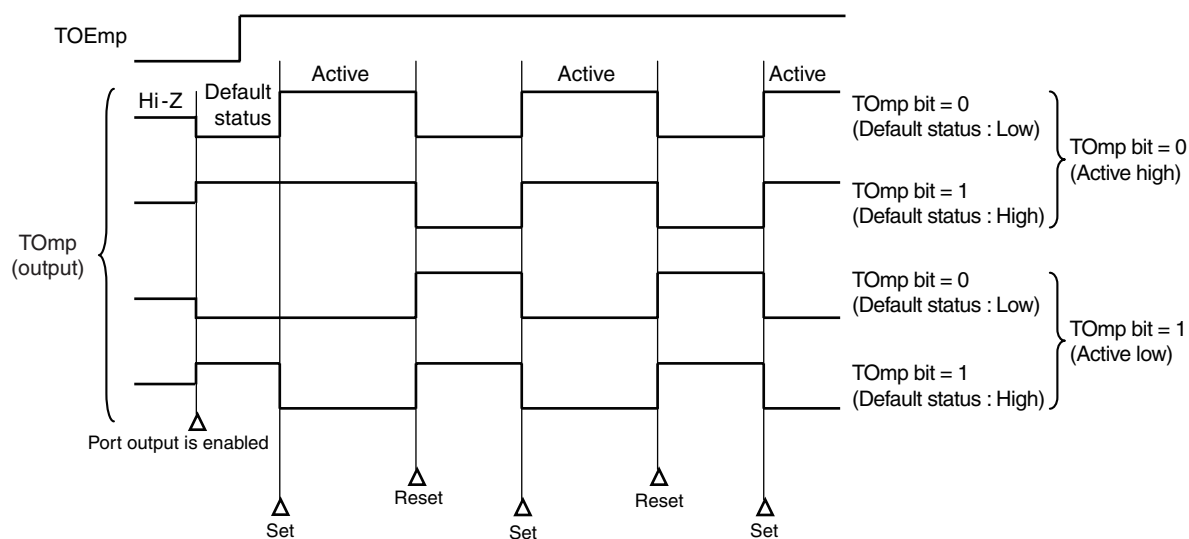 TOEmp
Active
Active
Active
Hi-Z
Default
status
TOmp bit = 0
(Default status : Low)
TOmp bit = 0
(Active high)
TOmp bit = 1
(Default status : High)
TOmp
(output)
TOmp bit = 0
(Default status : Low)
TOmp bit = 1
(Active low)
TOmp bit = 1
(Default status : High)
Port output is enabled
Reset
Reset
Set
Set
Set